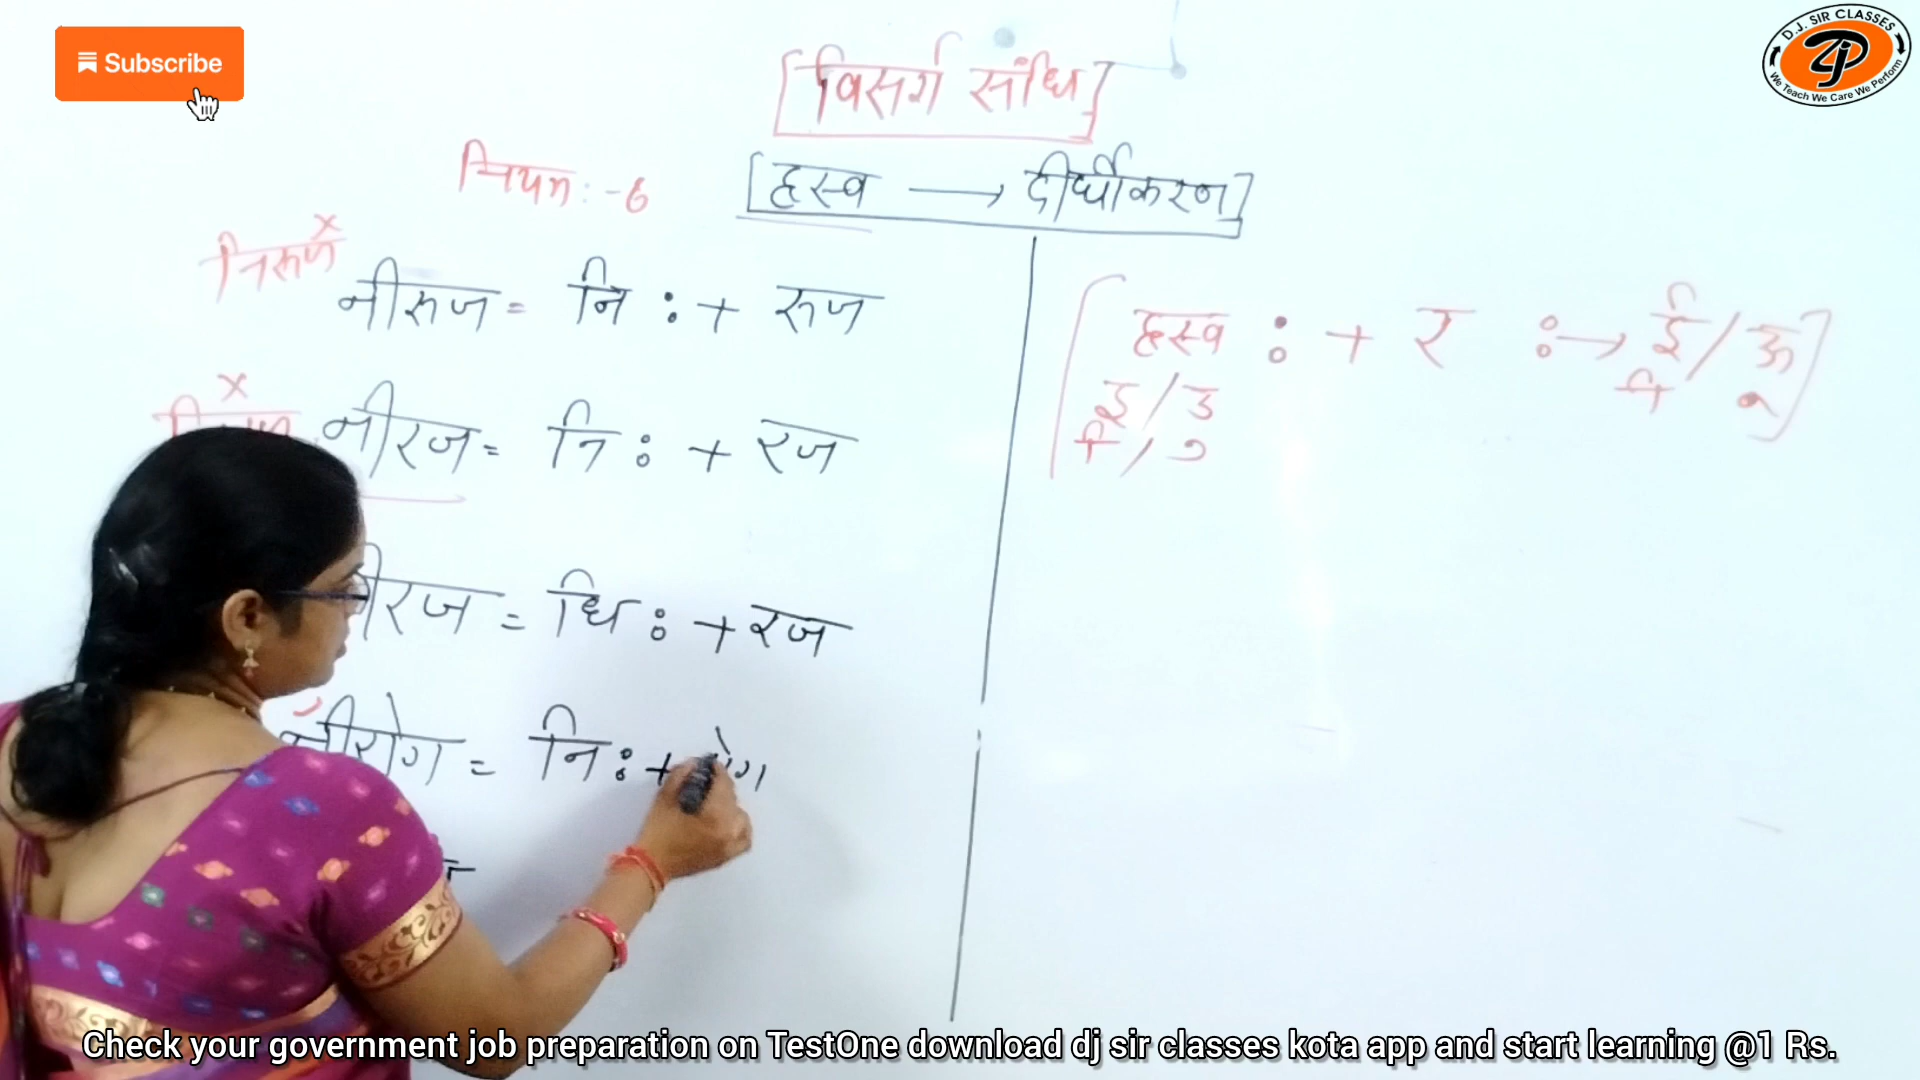 Subscribe
D.J. SIR CLASSES
We Teach We Care We Perform
[विसर्ग संधि]
नियम :- 6
[ह्रस्व → दीर्घीकरण]
निरूज ×
नीरूज = नि : + रूज
×
नीरज = नि : + रज
रज = धि : + रज
नीरोग = नि : + रोग
ह्रस्व : + र : → ई / ऊ
इ / उ
ि / ु
ी ू
Check your government job preparation on TestOne download dj sir classes kota app and start learning @1 Rs.